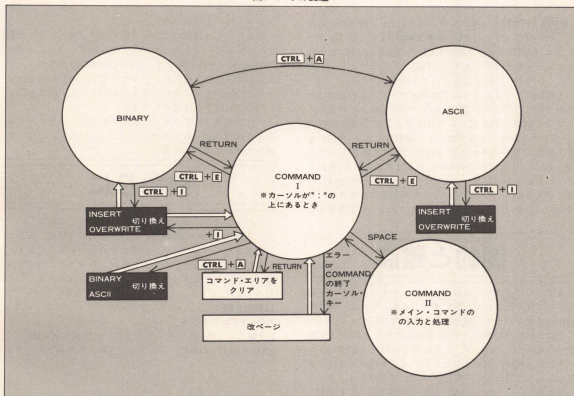 CTRL + A
BINARY
ASCII
RETURN
CTRL + E
RETURN
CTRL + E
COMMAND
I
※カーソルが":"の
上にあるとき
CTRL + I
CTRL + I
INSERT
OVERWRITE
切り換え
INSERT
OVERWRITE
切り換え
+ I
SPACE
BINARY
ASCII
切り換え
CTRL + A
RETURN
コマンド・エリアを
クリア
エラー
or
COMMAND
の終了
カーソル・
キー
改ページ
COMMAND
II
※メイン・コマンドの
の入力と処理